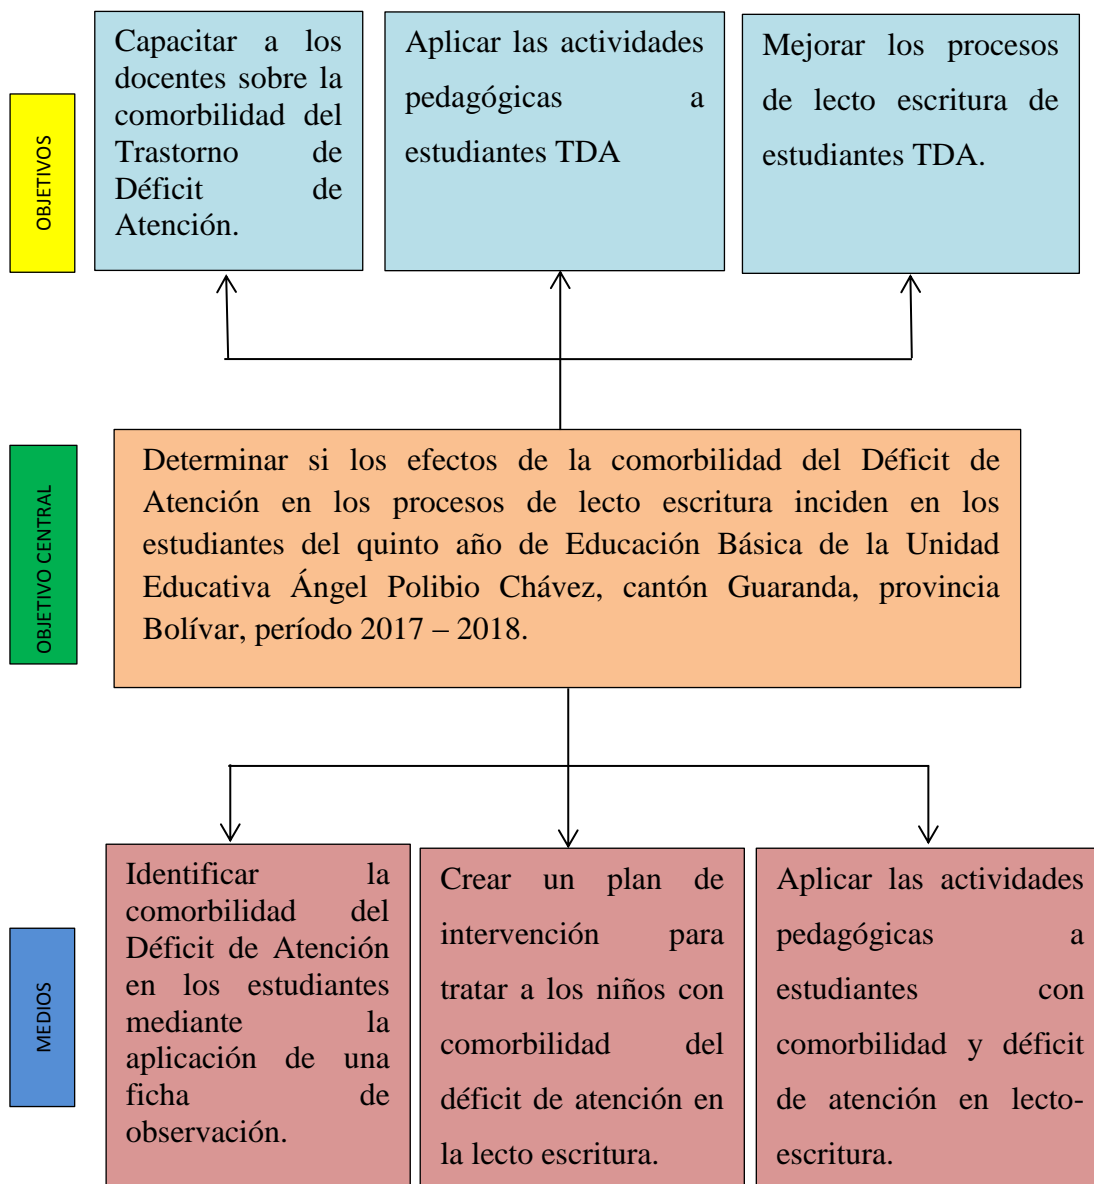 OBJETIVOS
Capacitar a los
docentes sobre la
comorbilidad del
Trastorno de
Déficit de
Atención.
Aplicar las actividades
pedagógicas a
estudiantes TDA
Mejorar los procesos
de lecto escritura de
estudiantes TDA.
OBJETIVO CENTRAL
Determinar si los efectos de la comorbilidad del Déficit de
Atención en los procesos de lecto escritura inciden en los
estudiantes del quinto año de Educación Básica de la Unidad
Educativa Ángel Polibio Chávez, cantón Guaranda, provincia
Bolívar, período 2017 – 2018.
MEDIOS
Identificar la
comorbilidad del
Déficit de Atención
en los estudiantes
mediante la
aplicación de una
ficha de
observación.
Crear un plan de
intervención para
tratar a los niños con
comorbilidad del
déficit de atención en
la lecto escritura.
Aplicar las actividades
pedagógicas a
estudiantes con
comorbilidad y déficit
de atención en lecto-
escritura.